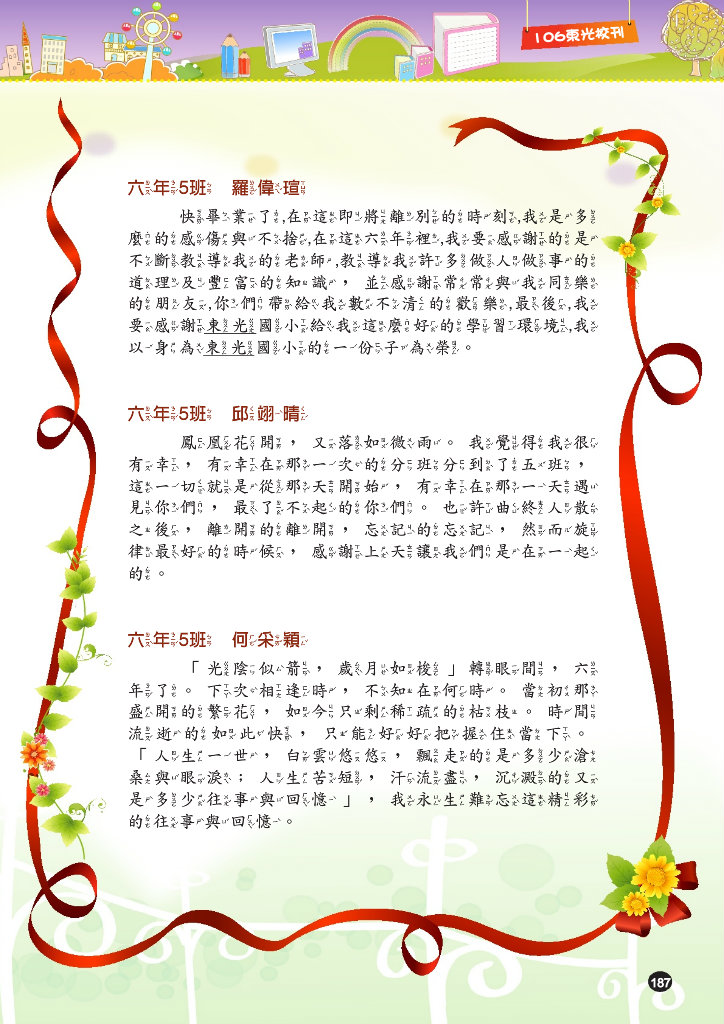 106東光校刊
六年5班 羅偉瑄
快畢業了,在這即將離別的時刻,我是多
麼的感傷與不捨,在這六年裡,我要感謝的是
不斷教導我的老師,教導我許多做人做事的
道理及豐富的知識,並感謝常常與我同樂
的朋友,你們帶給我數不清的歡樂,最後,我
要感謝東光國小給我這麼好的學習環境,我
以身為東光國小的一份子為榮。
六年5班 邱翊晴
鳳凰花開,又落如微雨。我覺得我很
有幸,有幸在那一次的分班分到了五班,
這一切就是從那天開始,有幸在那一天遇
見你們,最了不起的你們。也許曲終人散
之後,離開的離開,忘記的忘記,然而旋
律最好的時候,感謝上天讓我們是在一起
的。
六年5班 何采穎
「光陰似箭,歲月如梭」轉眼間,六
年了。下次相逢時,不知在何時。當初那
盛開的繁花,如今只剩稀疏的枯枝。時間
流逝的如此快,只能好好把握住當下。
「人生一世,白雲悠悠,飄走的是多少滄
桑與眼淚;人生苦短,汗流盡,沉澱的又
是多少往事與回憶」,我永生難忘這精彩
的往事與回憶。
187